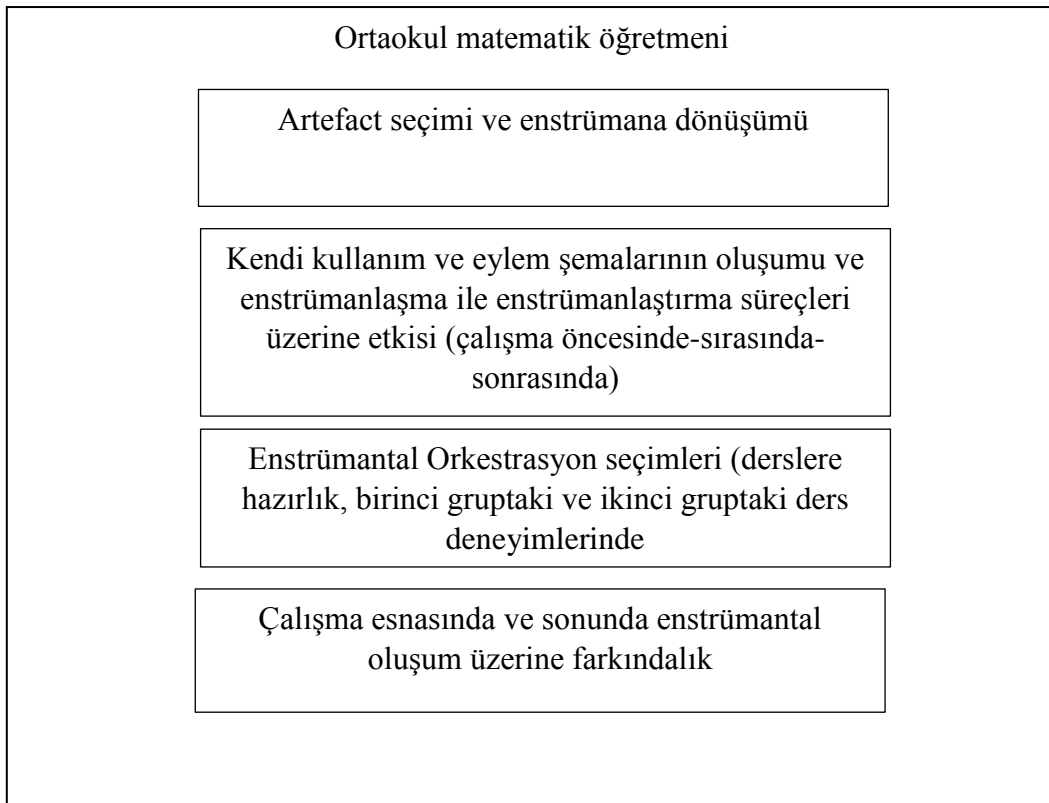 Ortaokul matematik öğretmeni
Artefact seçimi ve enstrümana dönüşümü
Kendi kullanım ve eylem şemalarının oluşumu ve
enstrümanlaşma ile enstrümanlaştırma süreçleri
üzerine etkisi (çalışma öncesinde-sırasında-
sonrasında)
Enstrümantal Orkestrasyon seçimleri (derslere
hazırlık, birinci gruptaki ve ikinci gruptaki ders
deneyimlerinde
Çalışma esnasında ve sonunda enstrümantal
oluşum üzerine farkındalık